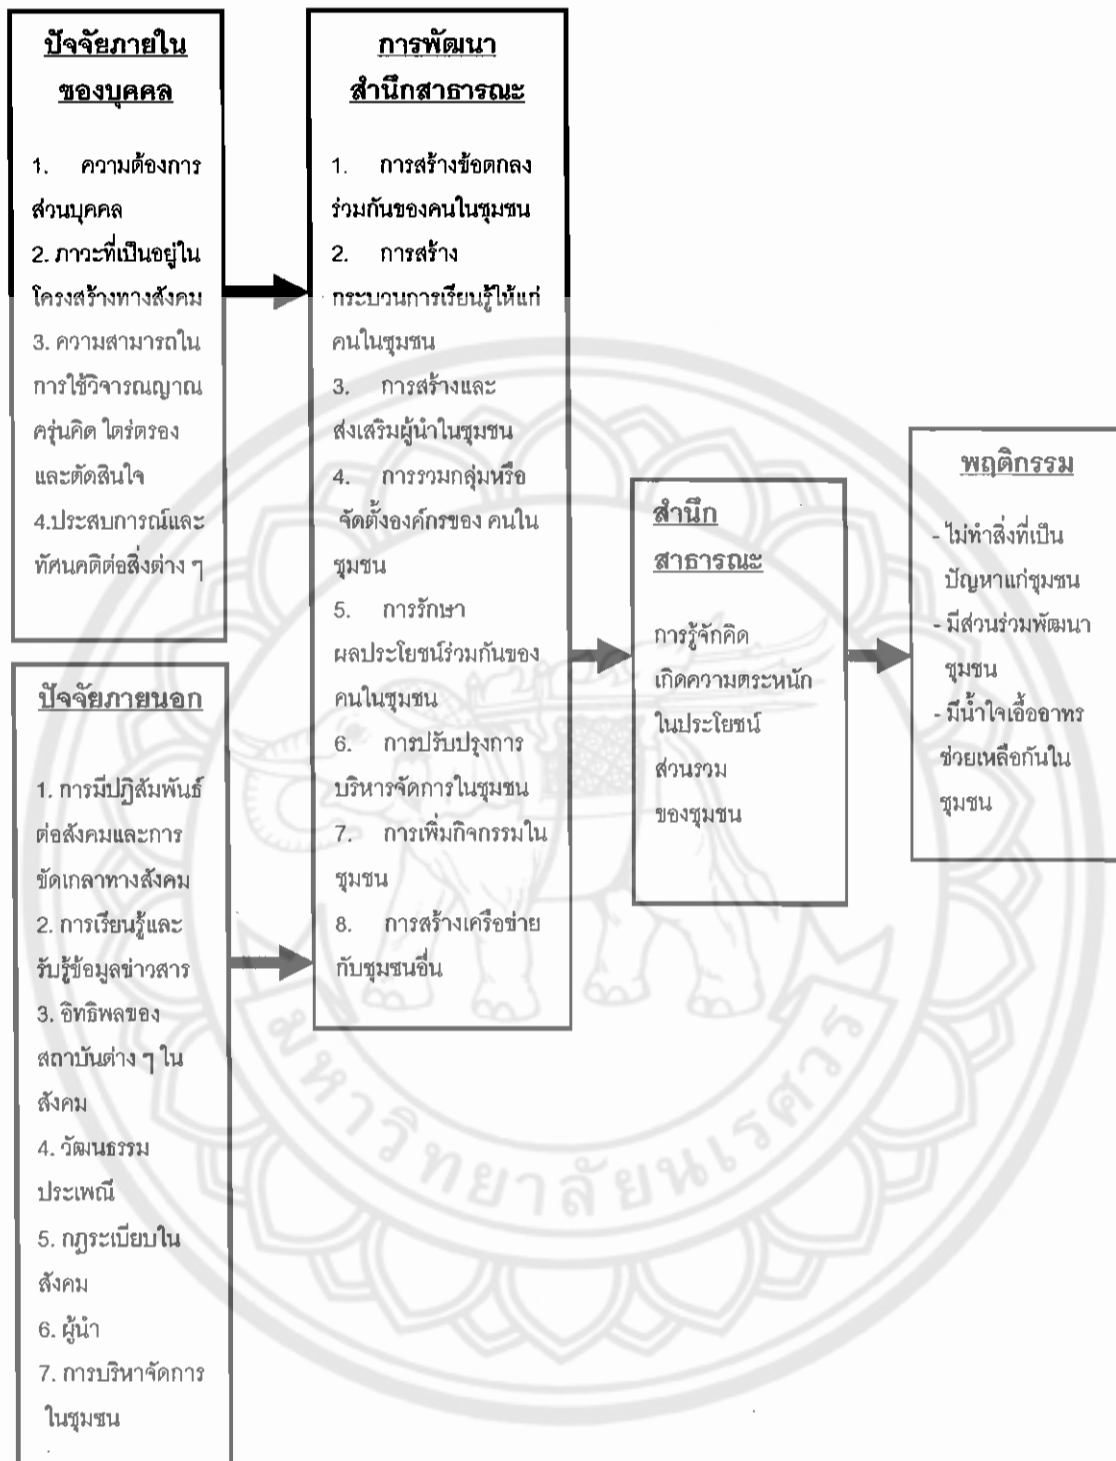 ปัจจัยภายใน
ของบุคคล
1. ความต้องการ
ส่วนบุคคล
2. ภาวะที่เป็นอยู่ใน
โครงสร้างทางสังคม
3. ความสามารถใน
การใช้วิจารณญาณ
ครุ่นคิด ใตร่ตรอง
และตัดสินใจ
4.ประสบการณ์และ
ทัศนคติต่อสิ่งต่าง ๆ
ปัจจัยภายนอก
1. การมีปฏิสัมพันธ์
ต่อสังคมและการ
ขัดเกลาทางสังคม
2. การเรียนรู้และ
รับรู้ข้อมูลข่าวสาร
3. อิทธิพลของ
สถาบันต่าง ๆ ใน
สังคม
4. วัฒนธรรม
ประเพณี
5. กฎระเบียบใน
สังคม
6. ผู้นำ
7. การบริหาจัดการ
ในชุมชน
การพัฒนา
สำนึกสาธารณะ
1. การสร้างข้อตกลง
ร่วมกันของคนในชุมชน
2. การสร้าง
กระบวนการเรียนรู้ให้แก่
คนในชุมชน
3. การสร้างและ
ส่งเสริมผู้นำในชุมชน
4. การรวมกลุ่มหรือ
จัดตั้งองค์กรของ คนใน
ชุมชน
5. การรักษา
ผลประโยชน์ร่วมกันของ
คนในชุมชน
6. การปรับปรุงการ
บริหารจัดการในชุมชน
7. การเพิ่มกิจกรรมใน
ชุมชน
8. การสร้างเครือข่าย
กับชุมชนอื่น
สำนึก
สาธารณะ
การรู้จักคิด
เกิดความตระหนัก
ในประโยชน์
ส่วนรวม
ของชุมชน
พฤติกรรม
- ไม่ทำสิ่งที่เป็น
ปัญหาแก่ชุมชน
- มีส่วนร่วมพัฒนา
ชุมชน
- มีน้ำใจเอื้ออาทร
ช่วยเหลือกันใน
ชุมชน
มหาวิทยาลัยนเรศวร